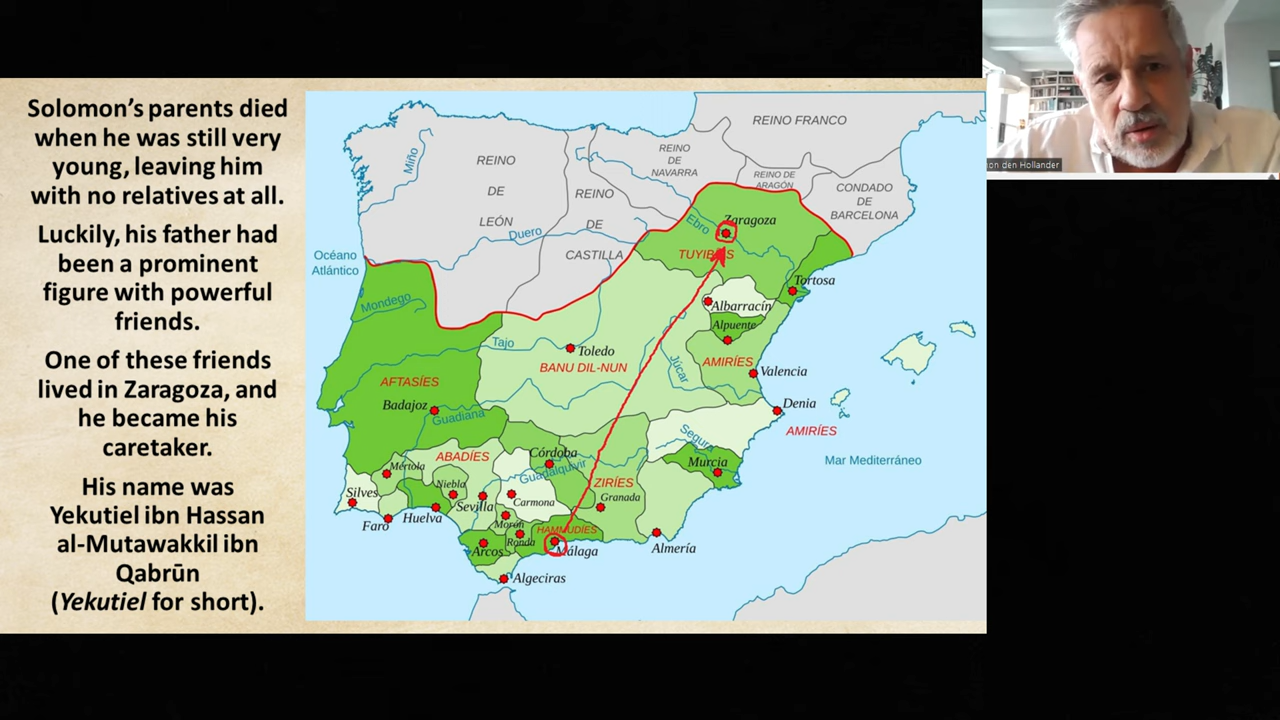 Solomon's parents died
when he was still very
young, leaving him
with no relatives at all.
Luckily, his father had
been a prominent
figure with powerful
friends.
One of these friends
lived in Zaragoza, and
he became his
caretaker.
His name was
Yekutiel ibn Hassan
al-Mutawakkil ibn
Qabrūn
(Yekutiel for short).
REINO FRANCO
Miño
REINO
DE
LEÓN
REINO
DE
NAVARRA
REINO DE
ARAGÓN
CONDADO
DE
BARCELONA
REINO
DE
CASTILLA
Duero
Ebro
Zaragoza
TUYIBÍES
Océano
Atlántico
Tortosa
Mondego
Albarracín
Alpuente
Tajo
Toledo
BANU DIL-NUN
Júcar
AMIRÍES
Valencia
AFTASÍES
Badajoz
Guadiana
Denia
AMIRÍES
Segura
Mar Mediterráneo
ABADÍES
Córdoba
Guadalquivir
Murcia
Mértola
Niebla
ZIRÍES
Silves
Sevilla
Carmona
Granada
Faro
Huelva
Morón
HAMMUDÍES
Arcos
Ronda
Málaga
Almería
Algeciras
den Hollander